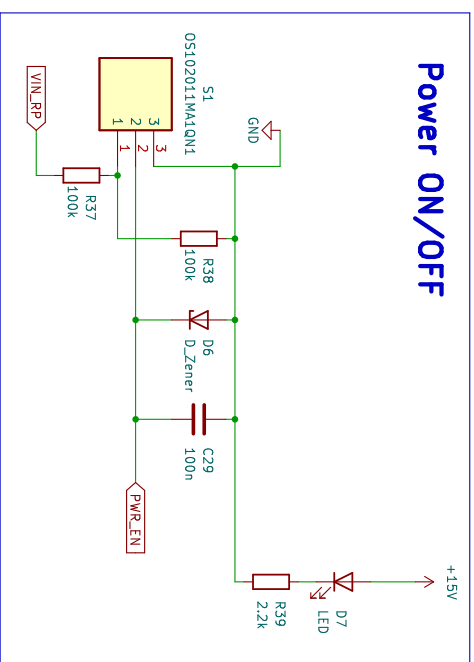 Power ON/OFF
+15V
D7
LED
R39
2.2k
GND
R38
100k
D6
D_Zener
C29
100n
S1
OS102011MA1QN1
3
2
1
3
2
1
PWR_EN
R37
100k
VIN_RP